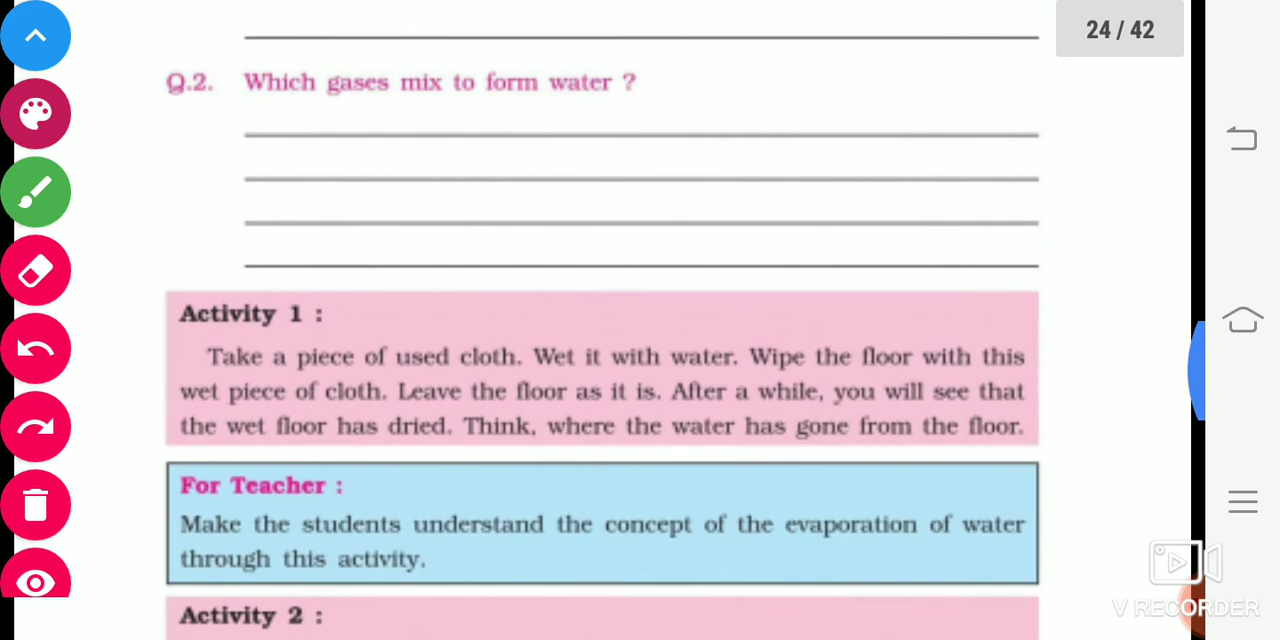 24 / 42
Q.2. Which gases mix to form water ?
Activity 1 :
Take a piece of used cloth. Wet it with water. Wipe the floor with this
wet piece of cloth. Leave the floor as it is. After a while, you will see that
the wet floor has dried. Think, where the water has gone from the floor.
For Teacher :
Make the students understand the concept of the evaporation of water
through this activity.
Activity 2 :
V RECORDER